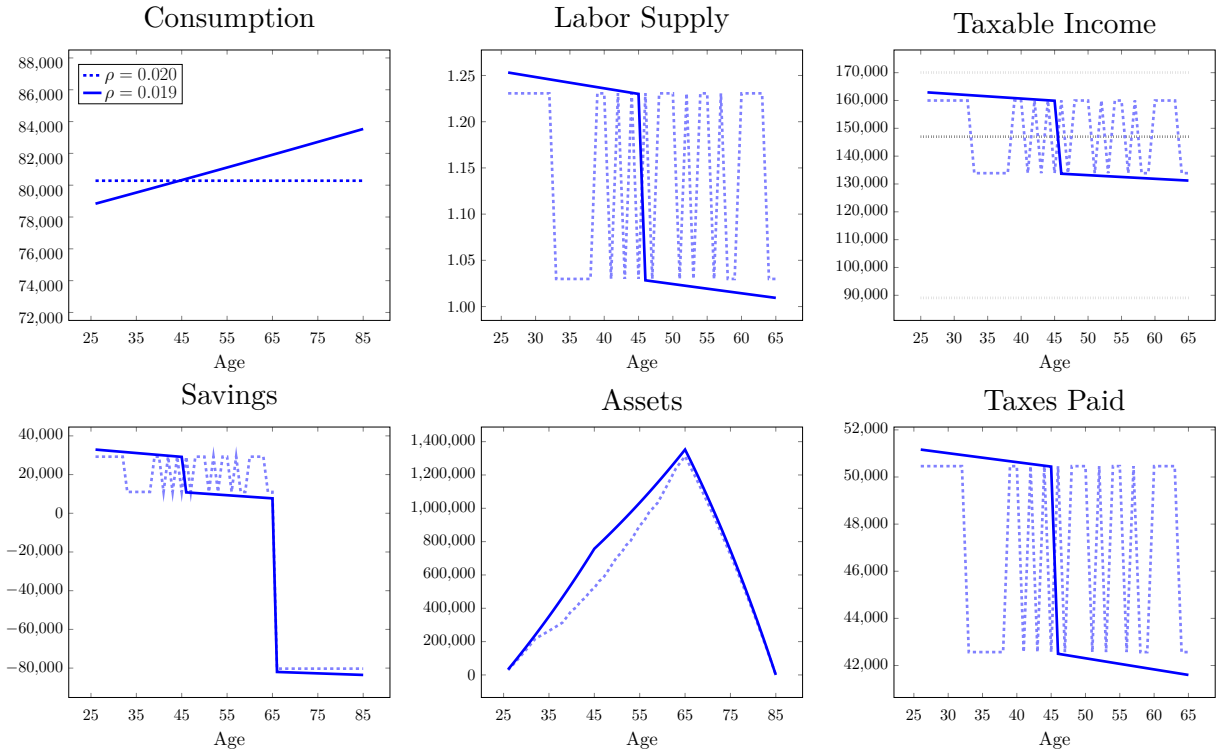 Consumption
88,000
86,000
84,000
82,000
80,000
78,000
76,000
74,000
72,000
ρ = 0.020
ρ = 0.019
25 35 45 55 65 75 85
Age
Labor Supply
1.25
1.20
1.15
1.10
1.05
1.00
25 30 35 40 45 50 55 60 65
Age
Taxable Income
170,000
160,000
150,000
140,000
130,000
120,000
110,000
100,000
90,000
25 30 35 40 45 50 55 60 65
Age
Savings
40,000
20,000
0
−20,000
−40,000
−60,000
−80,000
25 35 45 55 65 75 85
Age
Assets
1,400,000
1,200,000
1,000,000
800,000
600,000
400,000
200,000
0
25 35 45 55 65 75 85
Age
Taxes Paid
52,000
50,000
48,000
46,000
44,000
42,000
25 30 35 40 45 50 55 60 65
Age